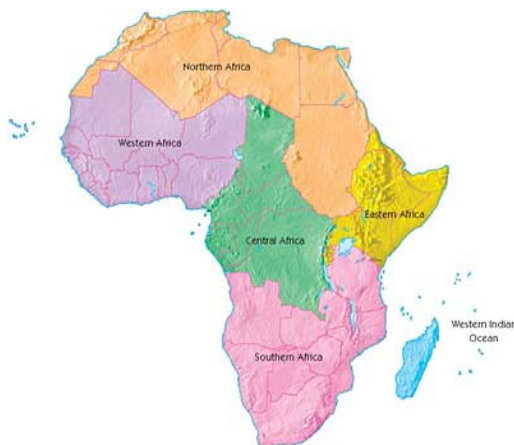 Northern Africa
Western Africa
Eastern Africa
Central Africa
Western Indian
Ocean
Southern Africa